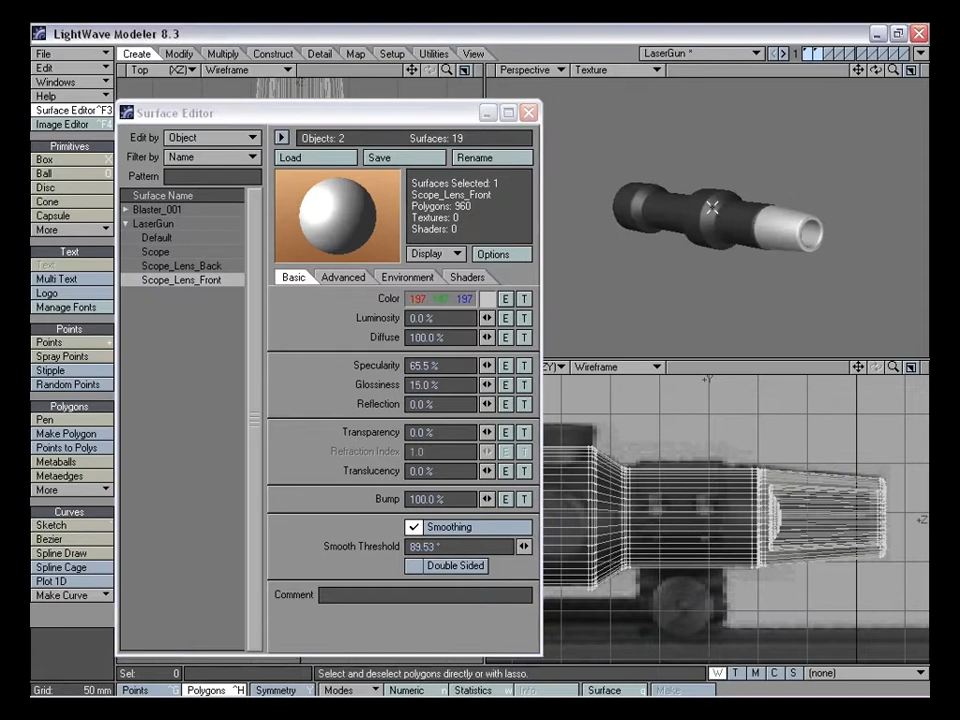 LightWave Modeler 8.3
File
Create Modify Multiply Construct Detail Map Setup Utilities View
LaserGun * 1
Edit
Top (XZ) Wireframe
Perspective Texture
Windows
Help
Surface Editor ^F3
Image Editor ^F4
Primitives
Box X
Ball O
Disc
Cone
Capsule
More
Text
Text
Multi Text
Logo
Manage Fonts
Points
Points +
Spray Points
Stipple
Random Points
Polygons
Pen
Make Polygon
Points to Polys
Metaballs
Metaedges
More
Curves
Sketch
Bezier
Spline Draw
Spline Cage
Plot 1D
Make Curve
Surface Editor
Edit by Object
Filter by Name
Pattern
Surface Name
Blaster_001
LaserGun
Default
Scope
Scope_Lens_Back
Scope_Lens_Front
Objects: 2 Surfaces: 19
Load Save Rename
Surfaces Selected: 1
Scope_Lens_Front
Polygons: 960
Textures: 0
Shaders: 0
Display Options
Basic Advanced Environment Shaders
Color 197 197 197 E T
Luminosity 0.0 % E T
Diffuse 100.0 % E T
Specularity 65.5 % E T
Glossiness 15.0 % E T
Reflection 0.0 % E T
Transparency 0.0 % E T
Refraction Index 1.0 E T
Translucency 0.0 % E T
Bump 100.0 % E T
Smoothing
Smooth Threshold 89.53 °
Double Sided
Comment
ZY) Wireframe
+Y
+Z
Sel: 0 Select and deselect polygons directly or with lasso. W T M C S (none)
Grid: 50 mm Points ^G Polygons ^H Symmetry Y Modes Numeric n Statistics w Info i Surface q Make